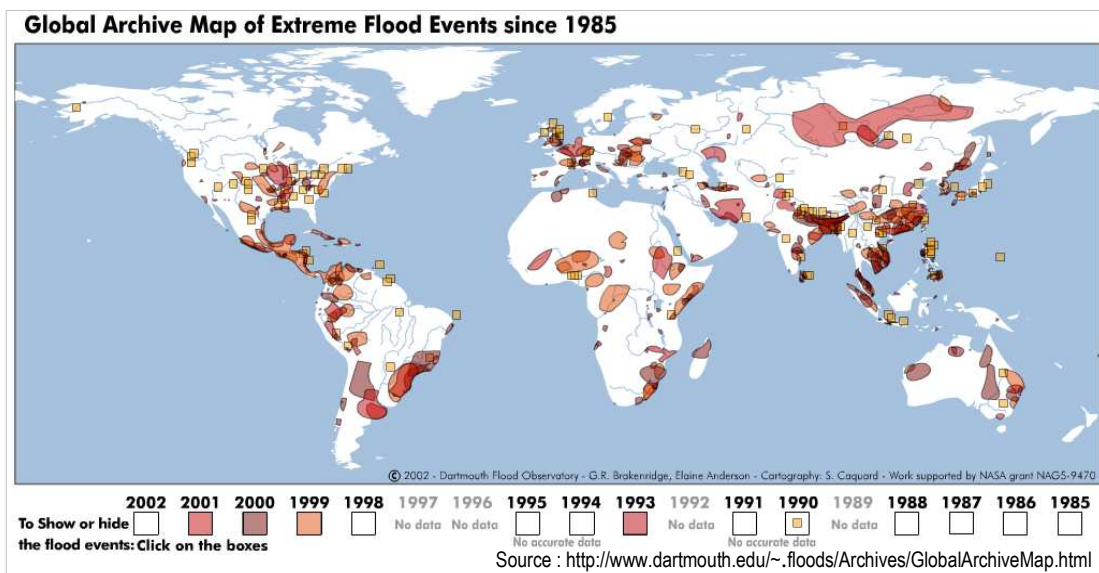 Global Archive Map of Extreme Flood Events since 1985
© 2002 - Dartmouth Flood Observatory - G.R. Brakenridge, Elaine Anderson - Cartography: S. Caquard - Work supported by NASA grant NAG5-9470
2002 2001 2000 1999 1998 1997 1996 1995 1994 1993 1992 1991 1990 1989 1988 1987 1986 1985
To Show or hide No data No data No data No data
the flood events: Click on the boxes No accurate data No accurate data
Source : http://www.dartmouth.edu/~.floods/Archives/GlobalArchiveMap.html